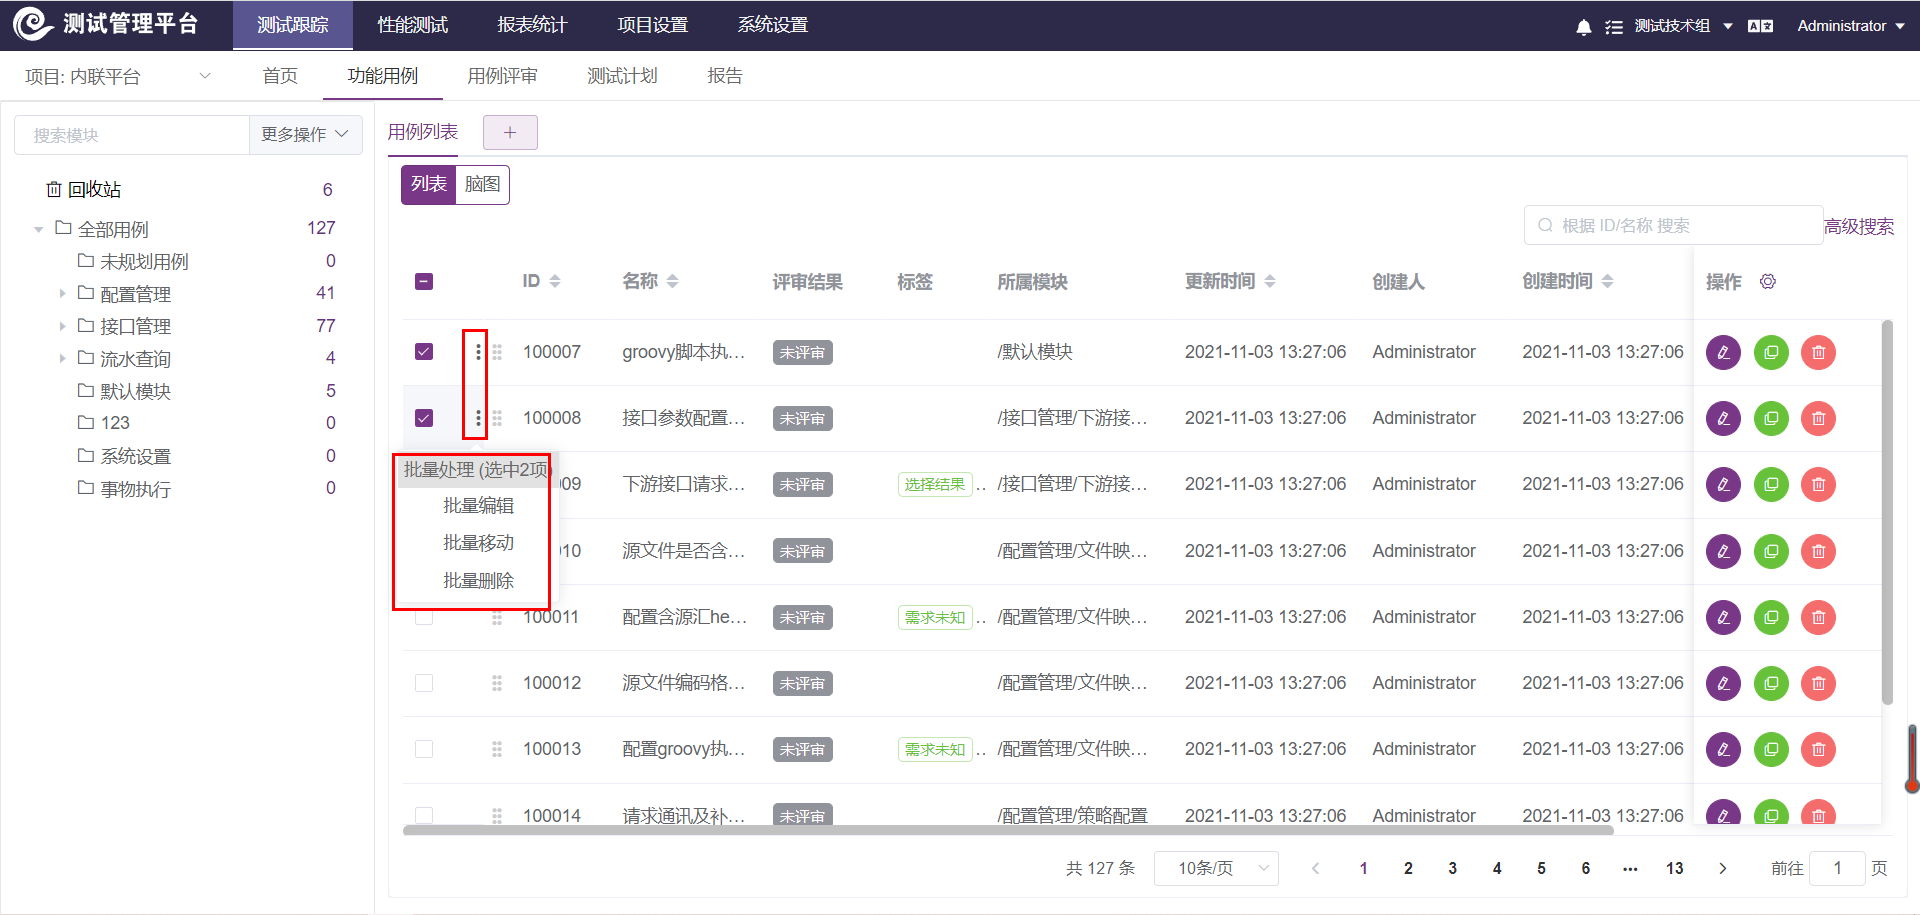 测试管理平台 测试跟踪 性能测试 报表统计 项目设置 系统设置 测试技术组 Administrator
项目: 内联平台 首页 功能用例 用例评审 测试计划 报告
搜索模块 更多操作
回收站 6
全部用例 127
未规划用例 0
配置管理 41
接口管理 77
流水查询 4
默认模块 5
123 0
系统设置 0
事物执行 0
用例列表 +
列表 脑图
根据 ID/名称 搜索 高级搜索
ID 名称 评审结果 标签 所属模块 更新时间 创建人 创建时间 操作
100007 groovy脚本执... 未评审 /默认模块 2021-11-03 13:27:06 Administrator 2021-11-03 13:27:06
100008 接口参数配置... 未评审 /接口管理/下游接... 2021-11-03 13:27:06 Administrator 2021-11-03 13:27:06
批量处理 (选中2项)
批量编辑
批量移动
批量删除
09 下游接口请求... 未评审 选择结果 .. /接口管理/下游接... 2021-11-03 13:27:06 Administrator 2021-11-03 13:27:06
10 源文件是否含... 未评审 /配置管理/文件映... 2021-11-03 13:27:06 Administrator 2021-11-03 13:27:06
100011 配置含源汇he... 未评审 需求未知 .. /配置管理/文件映... 2021-11-03 13:27:06 Administrator 2021-11-03 13:27:06
100012 源文件编码格... 未评审 /配置管理/文件映... 2021-11-03 13:27:06 Administrator 2021-11-03 13:27:06
100013 配置groovy执... 未评审 需求未知 .. /配置管理/文件映... 2021-11-03 13:27:06 Administrator 2021-11-03 13:27:06
100014 请求通讯及补... 未评审 /配置管理/策略配置 2021-11-03 13:27:06 Administrator 2021-11-03 13:27:06
共 127 条 10条/页 1 2 3 4 5 6 ... 13 前往 1 页